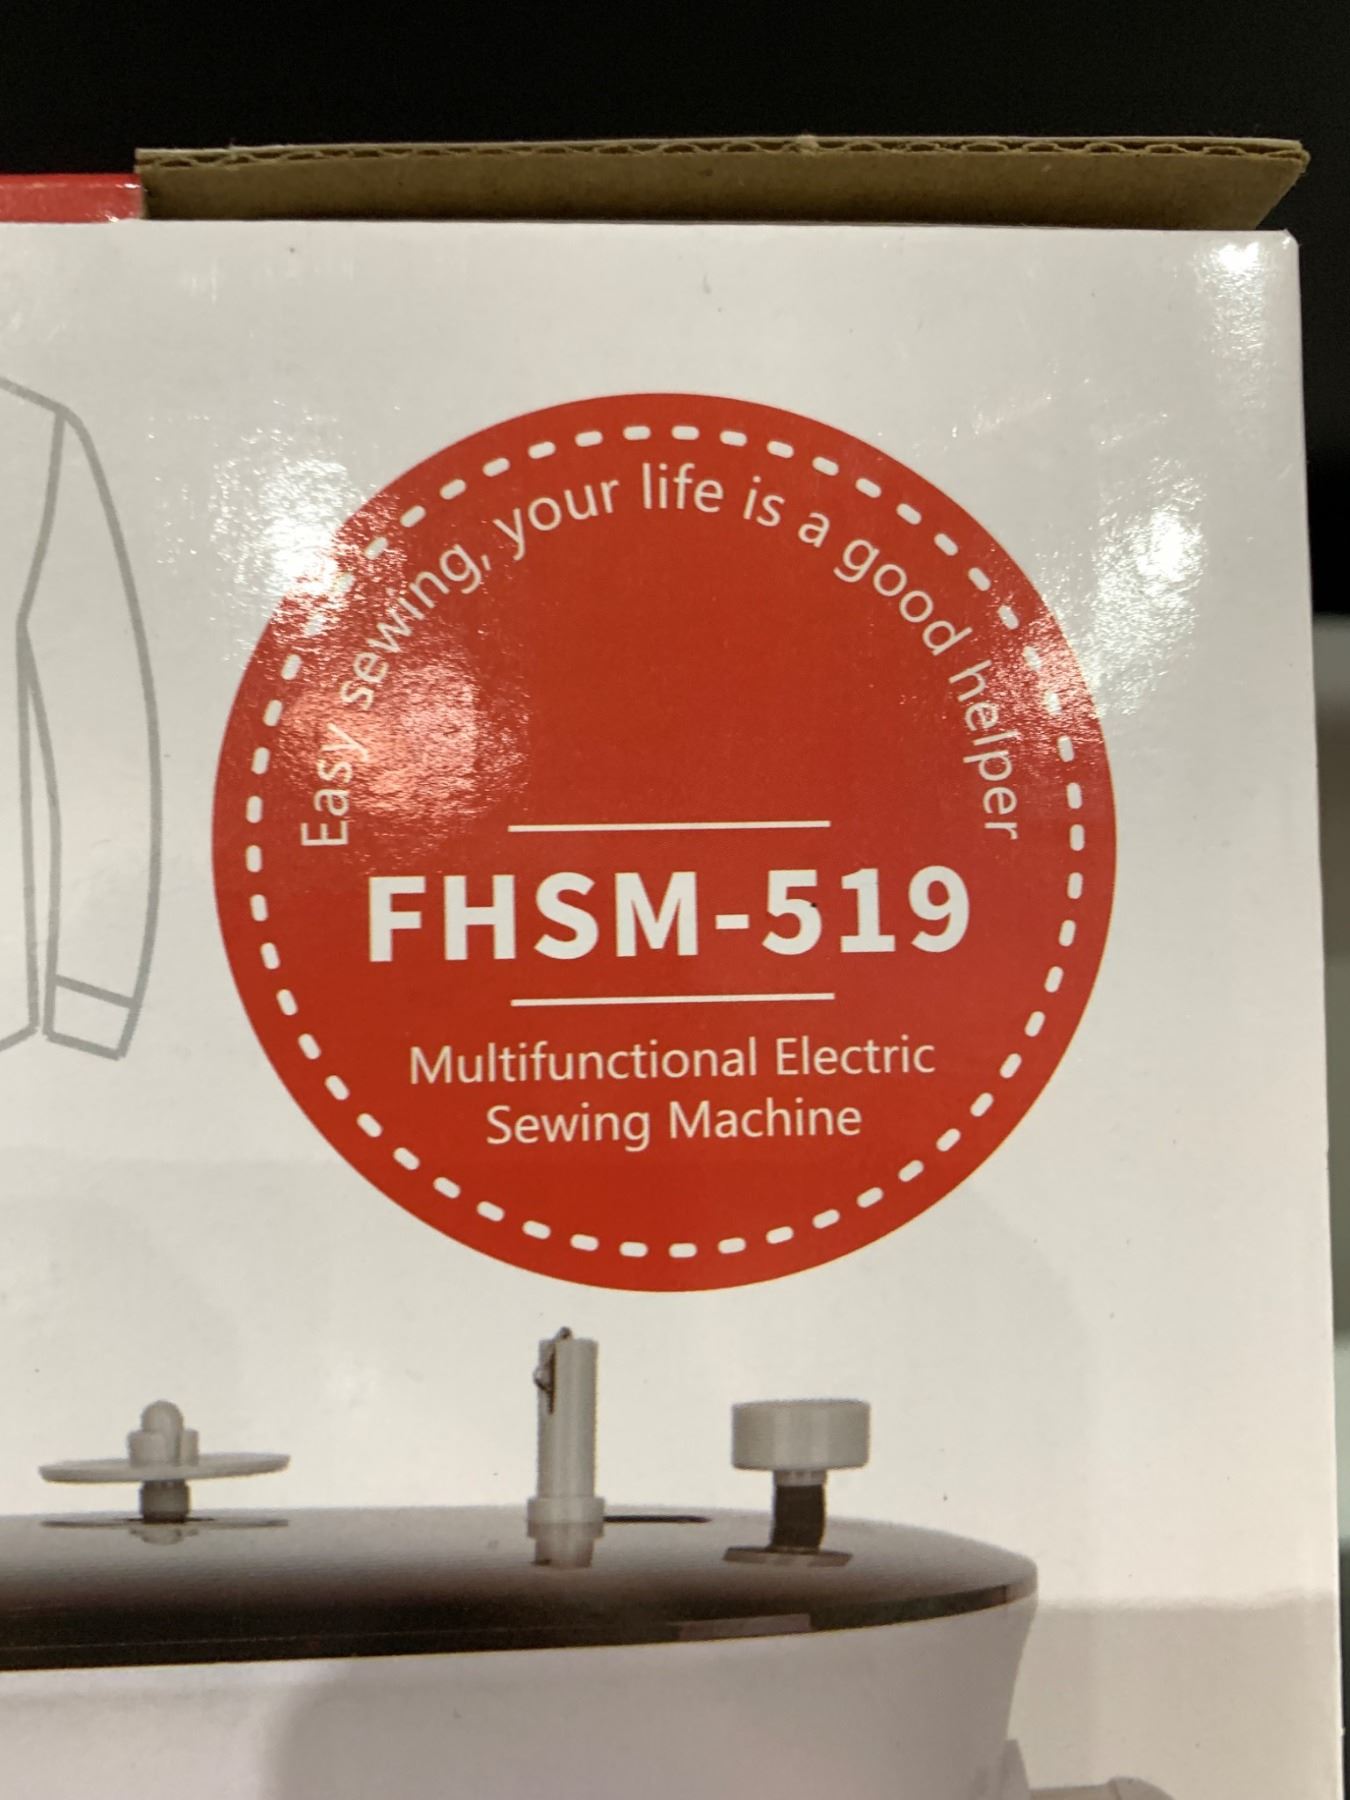 Easy sewing, your life is a good helper
FHSM-519
Multifunctional Electric
Sewing Machine